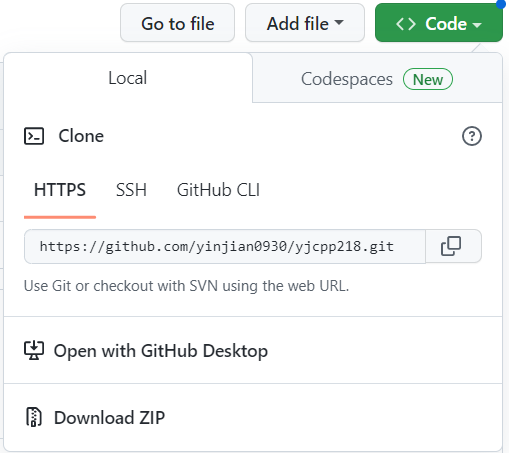 Go to file Add file <> Code
Local Codespaces New
Clone
HTTPS SSH GitHub CLI
https://github.com/yinjian0930/yjcpp218.git
Use Git or checkout with SVN using the web URL.
Open with GitHub Desktop
Download ZIP